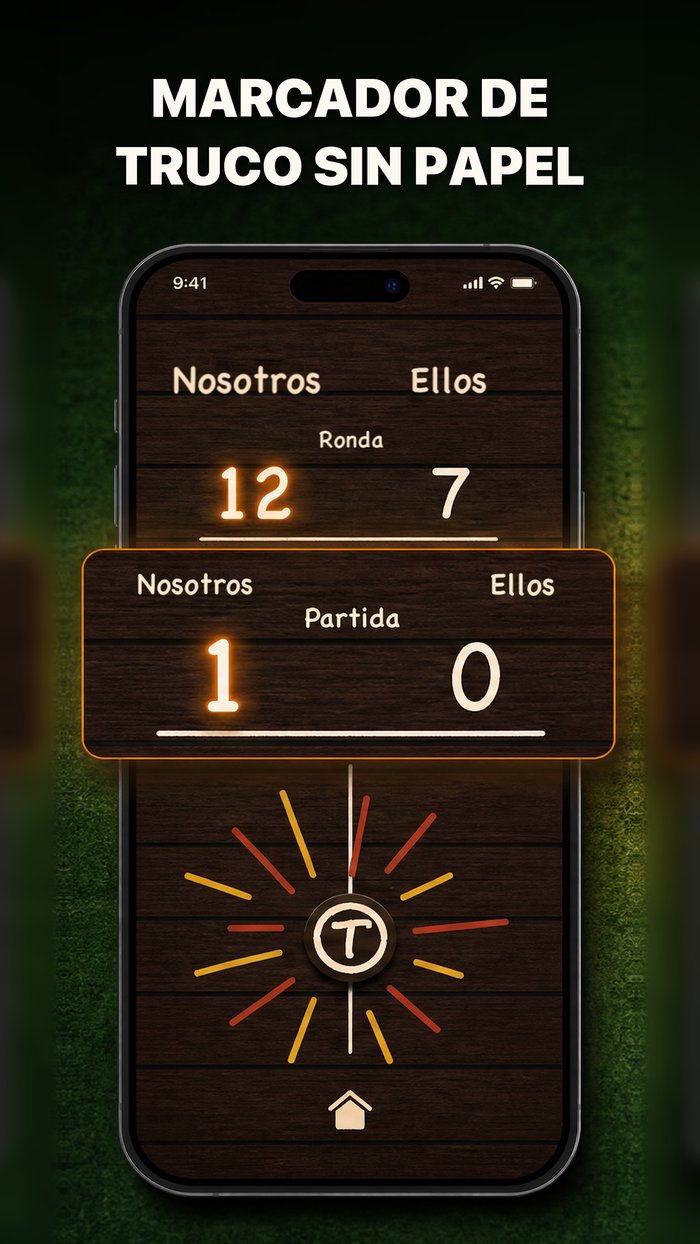 MARCADOR DE
TRUCO SIN PAPEL
9:41
Nosotros Ellos
Ronda
12 7
Nosotros Ellos
Partida
1 0
T